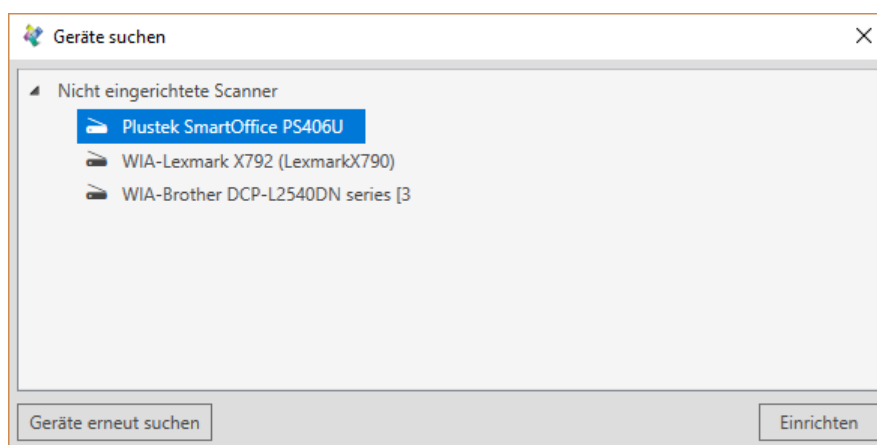 Geräte suchen
Nicht eingerichtete Scanner
Plustek SmartOffice PS406U
WIA-Lexmark X792 (LexmarkX790)
WIA-Brother DCP-L2540DN series [3
Geräte erneut suchen
Einrichten